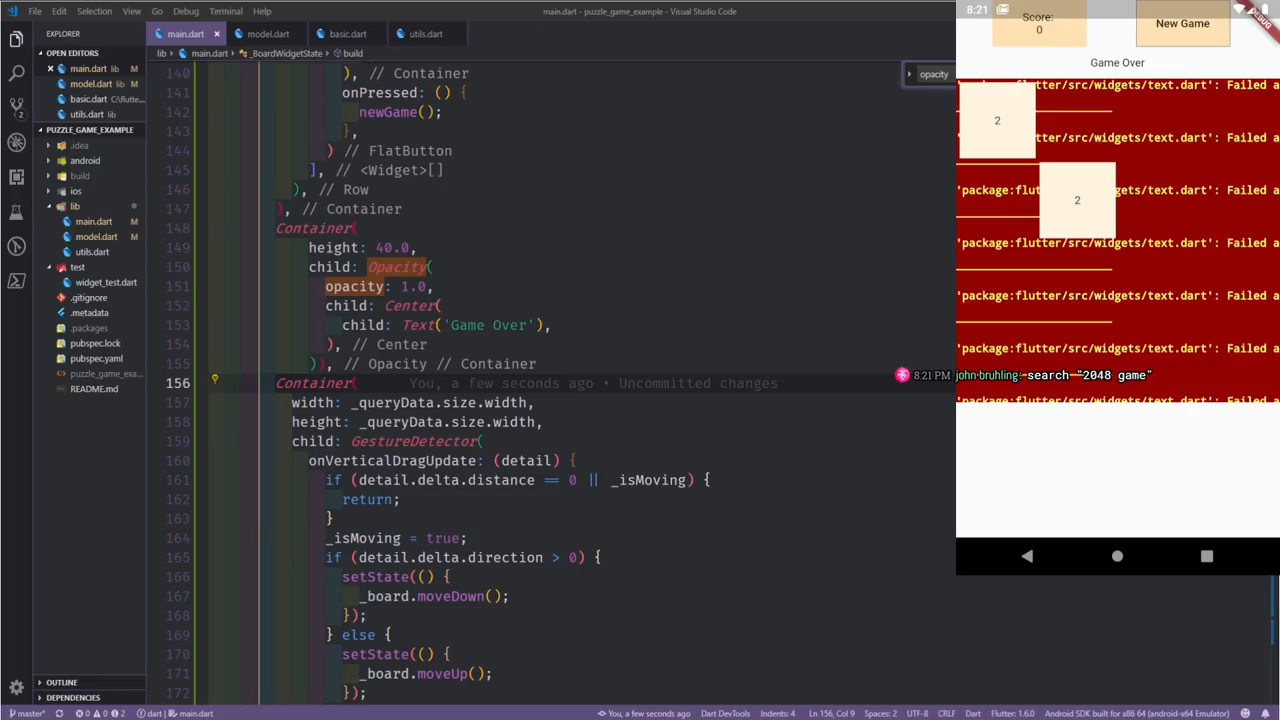 File Edit Selection View Go Debug Terminal Help
main.dart - puzzle_game_example - Visual Studio Code
EXPLORER
OPEN EDITORS
main.dart lib M
model.dart lib M
basic.dart C:\flutte...
utils.dart lib
PUZZLE_GAME_EXAMPLE
.idea
android
build
ios
lib
main.dart M
model.dart M
utils.dart
test
widget_test.dart
.gitignore
.metadata
.packages
pubspec.lock
pubspec.yaml
puzzle_game_exa...
README.md
OUTLINE
DEPENDENCIES
main.dart × model.dart basic.dart utils.dart
lib main.dart _BoardWidgetState build
opacity
140 ), // Container
141 onPressed: () {
142 newGame();
143 },
144 ) // FlatButton
145 ], // <Widget>[]
146 ), // Row
147 ), // Container
148 Container(
149 height: 40.0,
150 child: Opacity(
151 opacity: 1.0,
152 child: Center(
153 child: Text('Game Over'),
154 ), // Center
155 )), // Opacity // Container
156 Container( You, a few seconds ago • Uncommitted changes
157 width: _queryData.size.width,
158 height: _queryData.size.width,
159 child: GestureDetector(
160 onVerticalDragUpdate: (detail) {
161 if (detail.delta.distance == 0 || _isMoving) {
162 return;
163 }
164 _isMoving = true;
165 if (detail.delta.direction > 0) {
166 setState(() {
167 _board.moveDown();
168 });
169 } else {
170 setState(() {
171 _board.moveUp();
172 });
8:21
DEBUG
Score:
0
New Game
Game Over
'package:flutter/src/widgets/text.dart': Failed a
2
tter/src/widgets/text.dart': Failed a
'package:flut /widgets/text.dart': Failed a
2
'package:flutter/src/widgets/text.dart': Failed a
'package:flutter/src/widgets/text.dart': Failed a
'package:flutter/src/widgets/text.dart': Failed a
8:21 PM john-bruhling: search "2048 game"
'package:flutter/src/widgets/text.dart': Failed a
master* 0 0 2 dart | main.dart You, a few seconds ago Dart DevTools Indents: 4 Ln 156, Col 9 Spaces: 2 UTF-8 CRLF Dart Flutter: 1.6.0 Android SDK built for x86 64 (android-x64 Emulator)